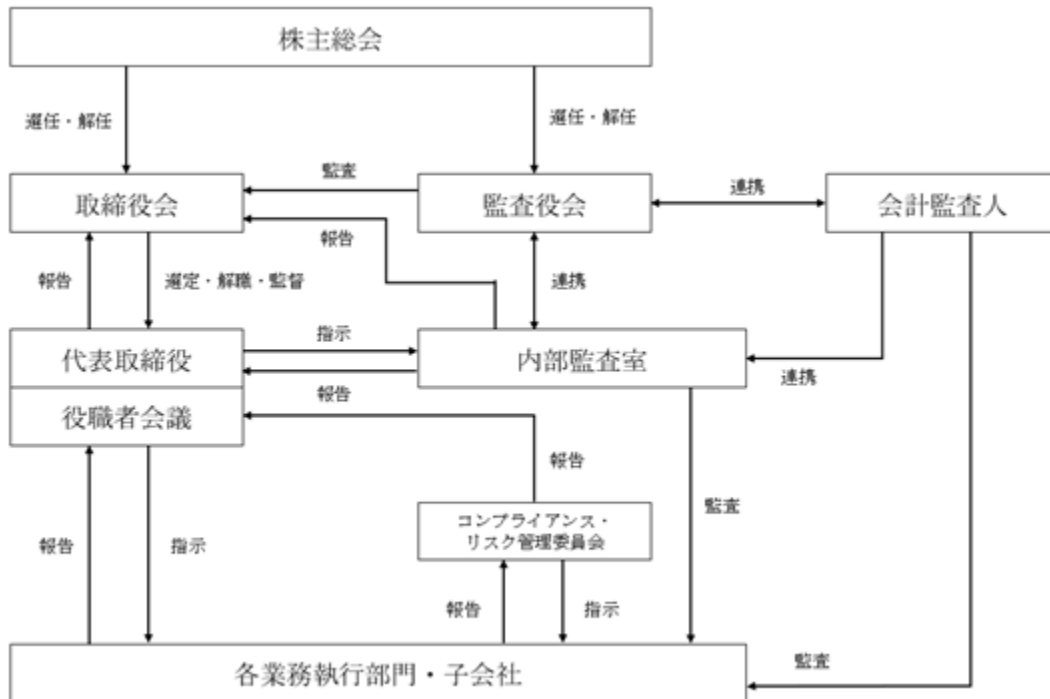 株主総会
選任・解任
選任・解任
監査
連携
取締役会
監査役会
会計監査人
報告
報告
選定・解職・監督
連携
指示
代表取締役
内部監査室
連携
報告
役職者会議
報告
監査
コンプライアンス・
リスク管理委員会
報告
指示
報告
指示
各業務執行部門・子会社
監査